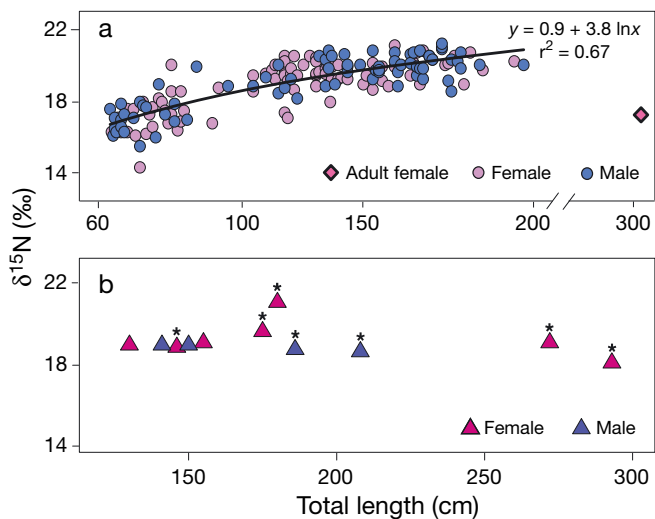 a
y = 0.9 + 3.8 lnx
r² = 0.67
22
18
14
Adult female
Female
Male
60
100
150
200
300
δ¹⁵N (‰)
b
* * * * * * *
22
18
14
Female
Male
150
200
250
300
Total length (cm)